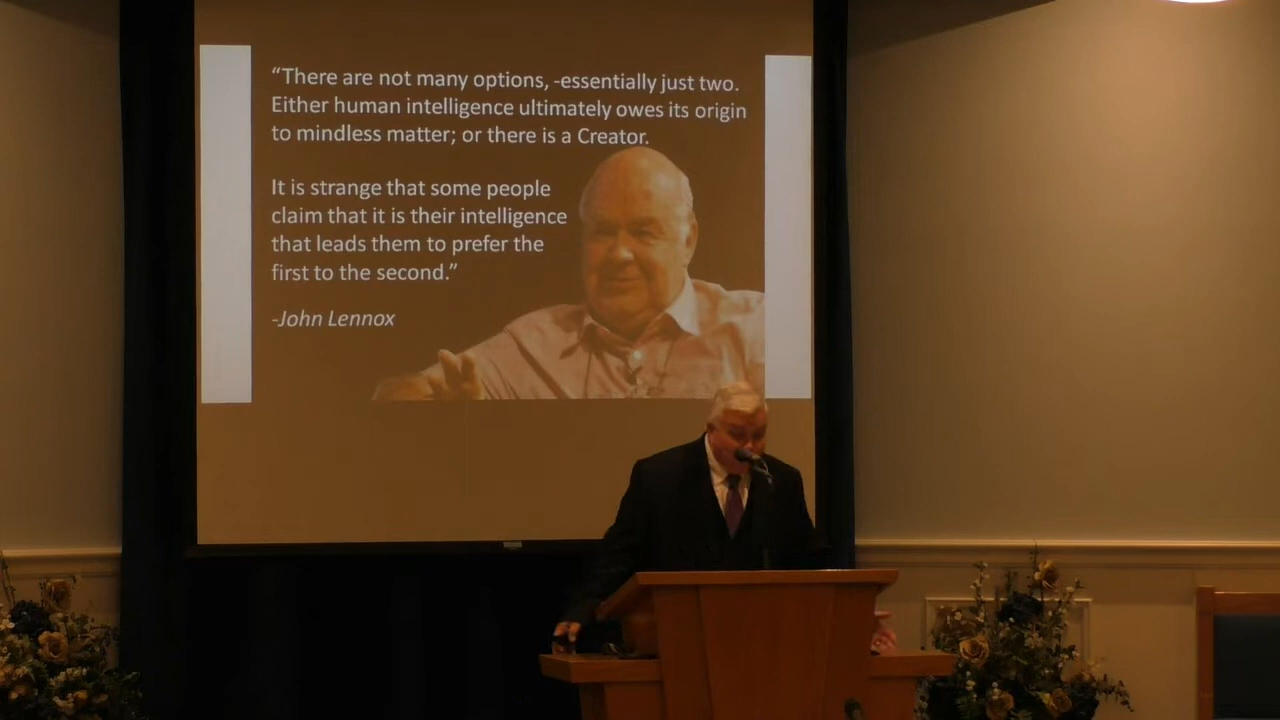 “There are not many options, -essentially just two.
Either human intelligence ultimately owes its origin
to mindless matter; or there is a Creator.
It is strange that some people
claim that it is their intelligence
that leads them to prefer the
first to the second.”
-John Lennox